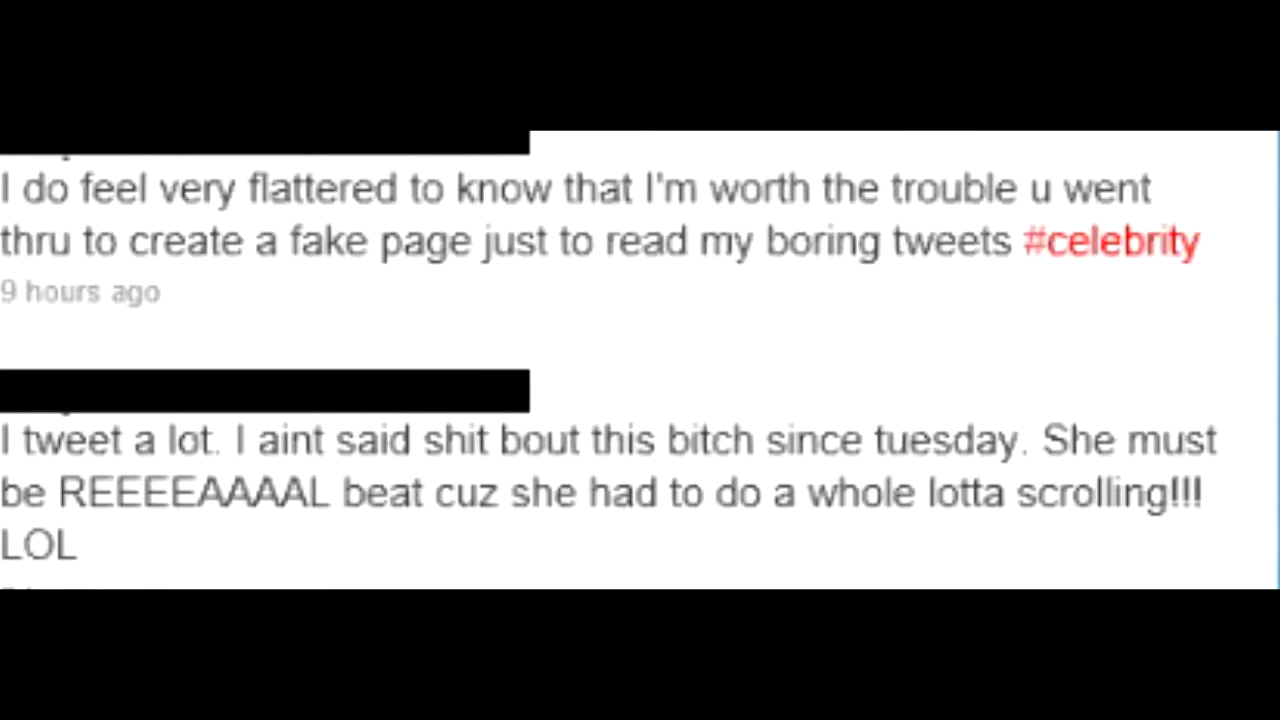 I do feel very flattered to know that I'm worth the trouble u went
thru to create a fake page just to read my boring tweets #celebrity
9 hours ago
I tweet a lot. I aint said shit bout this bitch since tuesday. She must
be REEEEAAAAL beat cuz she had to do a whole lotta scrolling!!!
LOL